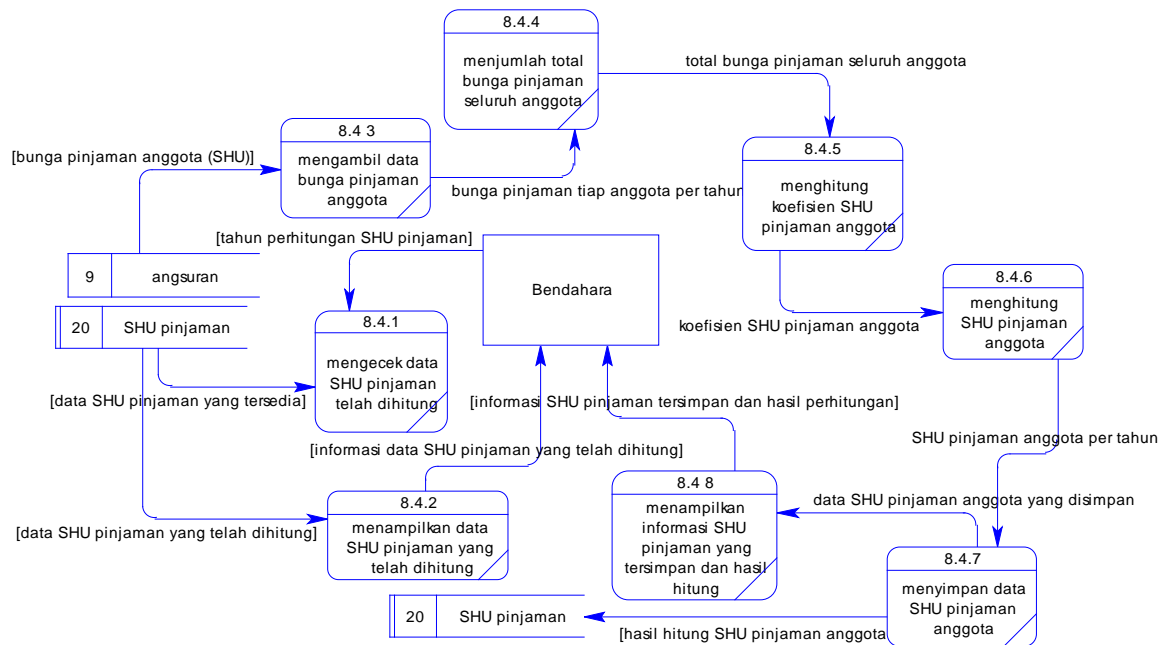 8.4.4
menjumlah total
bunga pinjaman
seluruh anggota
total bunga pinjaman seluruh anggota
8.4 3
mengambil data
bunga pinjaman
anggota
[bunga pinjaman anggota (SHU)]
bunga pinjaman tiap anggota per tahun
8.4.5
menghitung
koefisien SHU
pinjaman anggota
[tahun perhitungan SHU pinjaman]
9 angsuran
Bendahara
8.4.6
menghitung
SHU pinjaman
anggota
20 SHU pinjaman
8.4.1
mengecek data
SHU pinjaman
telah dihitung
koefisien SHU pinjaman anggota
[data SHU pinjaman yang tersedia]
[informasi SHU pinjaman tersimpan dan hasil perhitungan]
SHU pinjaman anggota per tahun
[informasi data SHU pinjaman yang telah dihitung]
8.4 8
menampilkan
informasi SHU
pinjaman yang
tersimpan dan hasil
hitung
data SHU pinjaman anggota yang disimpan
8.4.2
menampilkan data
SHU pinjaman yang
telah dihitung
[data SHU pinjaman yang telah dihitung]
8.4.7
menyimpan data
SHU pinjaman
anggota
20 SHU pinjaman
[hasil hitung SHU pinjaman anggota